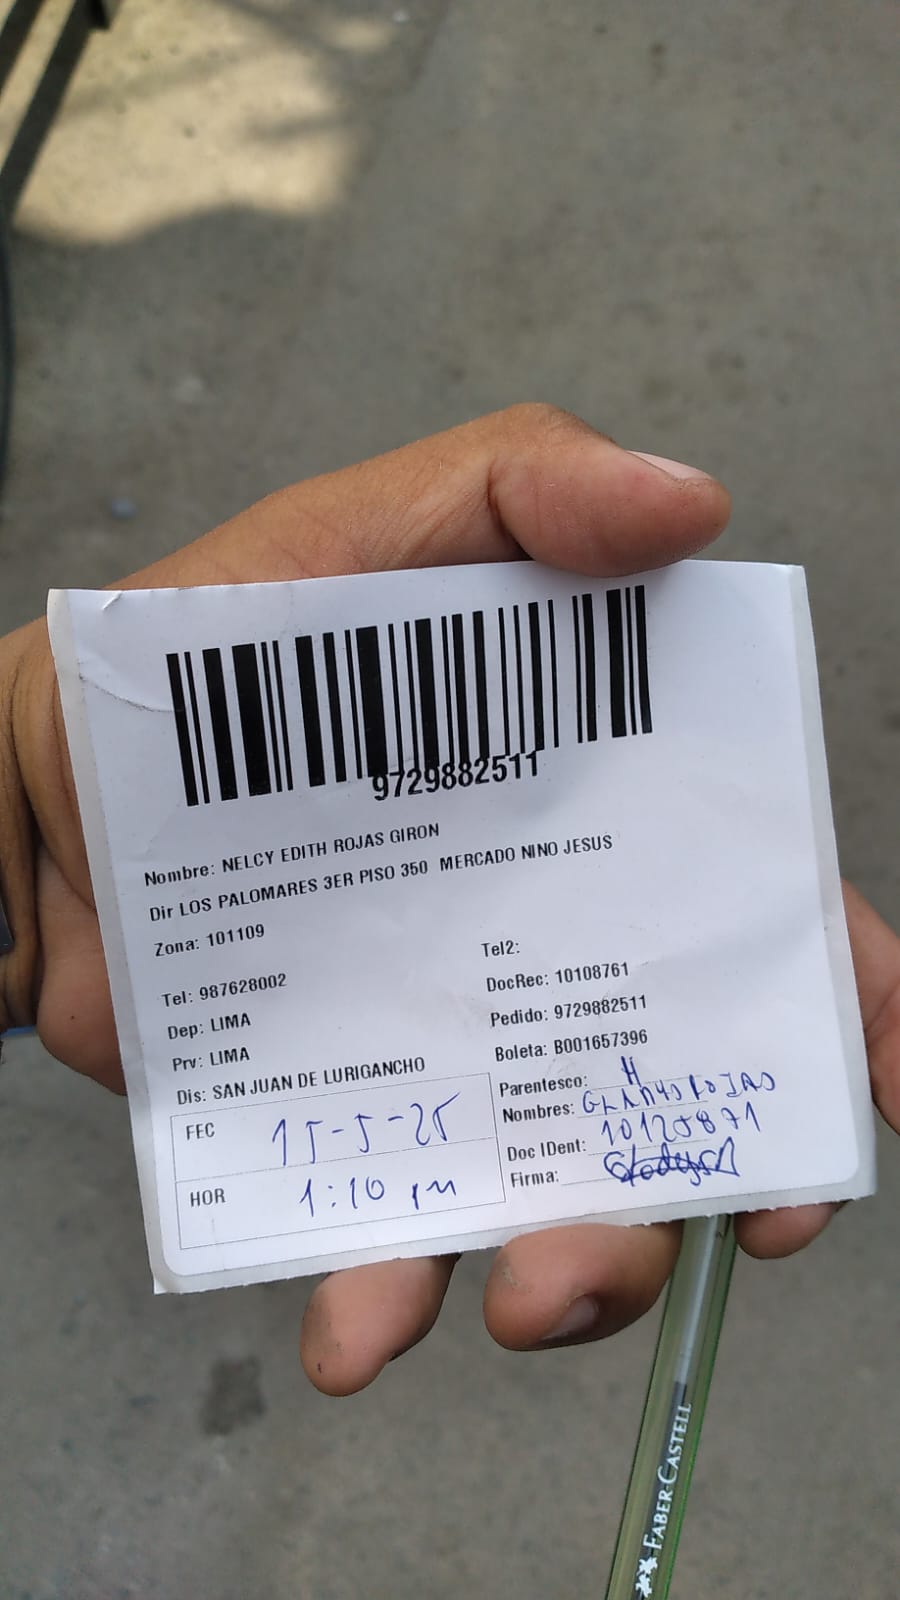 9729882511
Nombre: NELCY EDITH ROJAS GIRON
Dir LOS PALOMARES 3ER PISO 350 MERCADO NINO JESUS
Zona: 101109
Tel: 987628002
Dep: LIMA
Prv: LIMA
Dis: SAN JUAN DE LURIGANCHO
Tel2:
DocRec: 10108761
Pedido: 9729882511
Boleta: B001657396
Parentesco: H
Nombres: GLADYS ROJAS
Doc IDent: 10125871
Firma:
FEC 15-5-25
HOR 1:10 pm
FABER-CASTELL